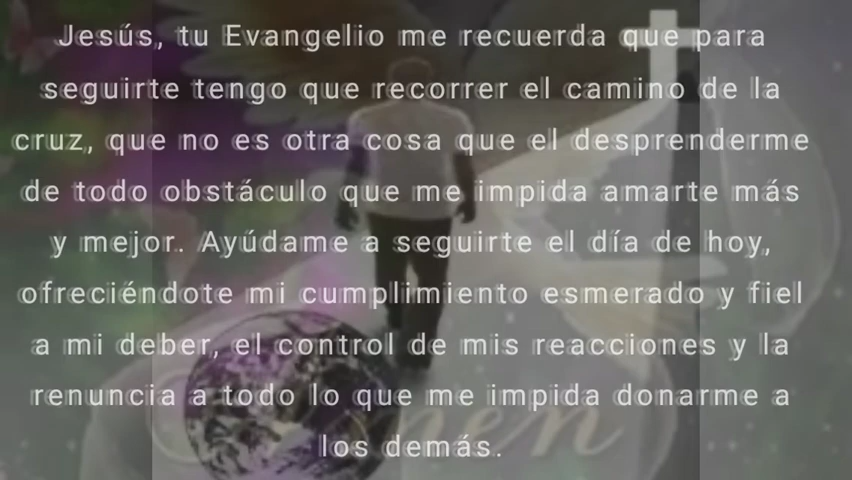 Jesús, tu Evangelio me recuerda que para
seguirte tengo que recorrer el camino de la
cruz, que no es otra cosa que el desprenderme
de todo obstáculo que me impida amarte más
y mejor. Ayúdame a seguirte el día de hoy,
ofreciéndote mi cumplimiento esmerado y fiel
a mi deber, el control de mis reacciones y la
renuncia a todo lo que me impida donarme a
los demás.